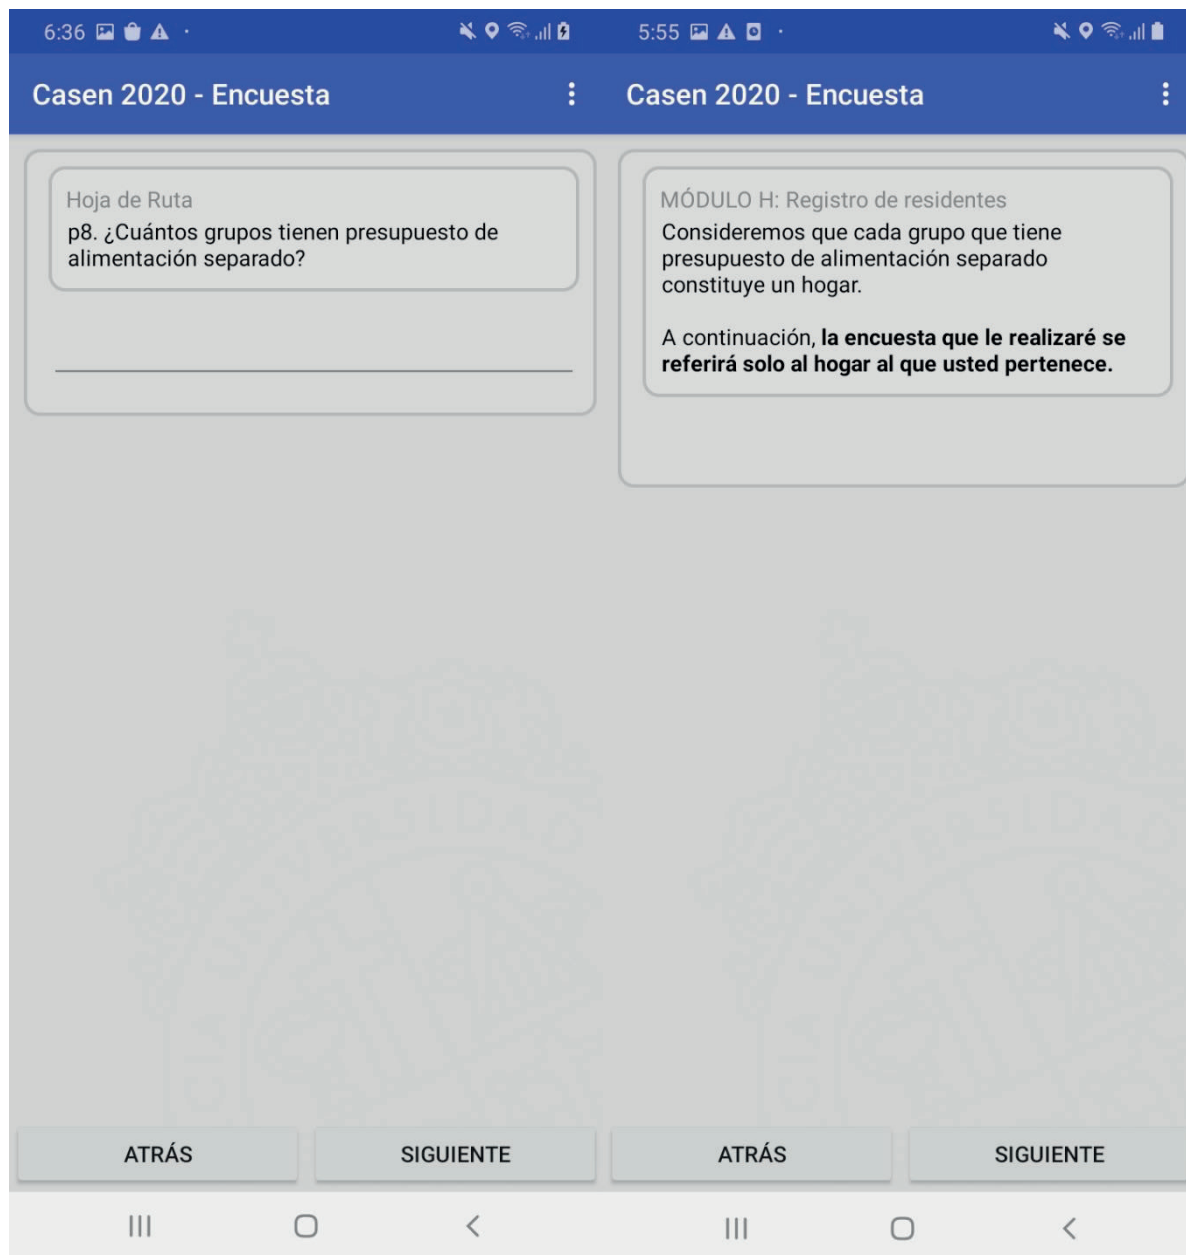 6:36
Casen 2020 - Encuesta
Hoja de Ruta
p8. ¿Cuántos grupos tienen presupuesto de
alimentación separado?
ATRÁS
SIGUIENTE
5:55
Casen 2020 - Encuesta
MÓDULO H: Registro de residentes
Consideremos que cada grupo que tiene
presupuesto de alimentación separado
constituye un hogar.
A continuación, la encuesta que le realizaré se
referirá solo al hogar al que usted pertenece.
ATRÁS
SIGUIENTE